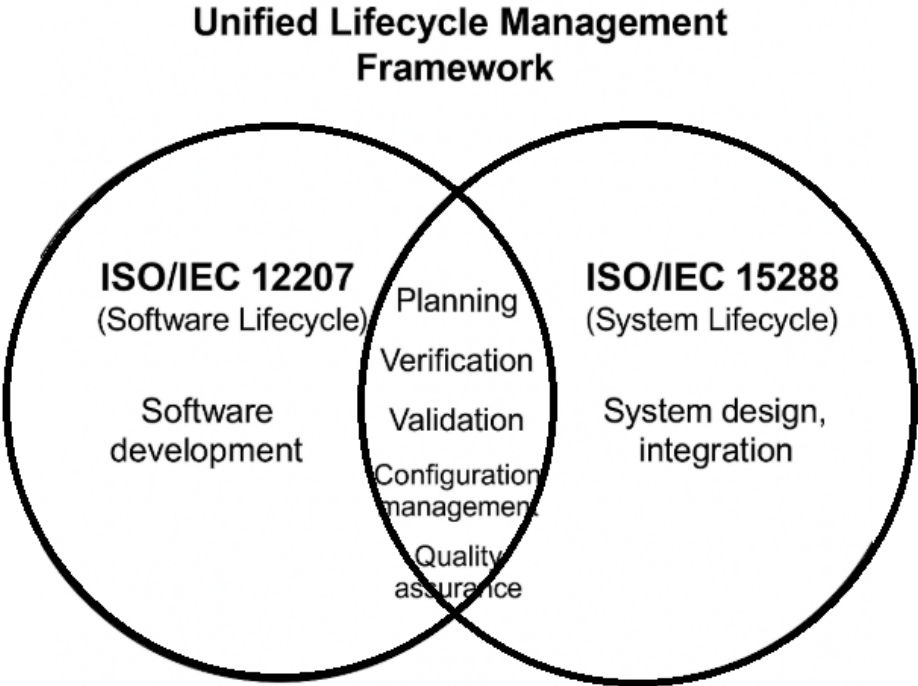 Unified Lifecycle Management
Framework
ISO/IEC 12207
(Software Lifecycle)
Software
development
Planning
Verification
Validation
Configuration
management
Quality
assurance
ISO/IEC 15288
(System Lifecycle)
System design,
integration